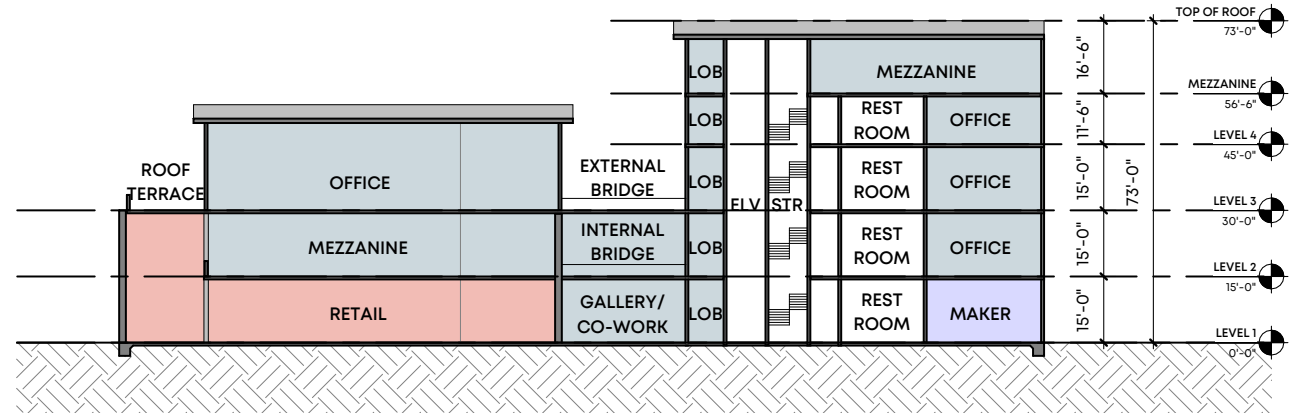 TOP OF ROOF
73'-0"
16'-6"
LOB
MEZZANINE
MEZZANINE
56'-6"
LOB
REST
ROOM
OFFICE
11'-6"
LEVEL 4
45'-0"
ROOF
TERRACE
OFFICE
EXTERNAL
BRIDGE
LOB
REST
ROOM
OFFICE
15'-0"
73'-0"
ELV
STR
LEVEL 3
30'-0"
MEZZANINE
INTERNAL
BRIDGE
LOB
REST
ROOM
OFFICE
15'-0"
LEVEL 2
15'-0"
RETAIL
GALLERY/
CO-WORK
LOB
REST
ROOM
MAKER
15'-0"
LEVEL 1
0'-0"